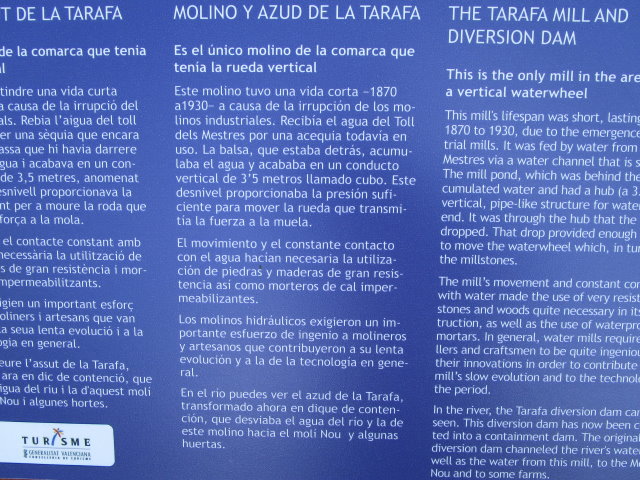 T DE LA TARAFA
de la comarca que tenia
al
tindre una vida curta
a causa de la irrupció del
als. Rebia l'aigua del toll
er una sèquia que encara
assa que hi havia darrere
gua i acabava en un con-
de 3,5 metres, anomenat
esnivell proporcionava la
nt per a moure la roda que
força a la mola.
el contacte constant amb
necessària la utilització de
s de gran resistència i mor-
mpermeabilitzants.
igien un important esforç
oliners i artesans que van
la seua lenta evolució i a la
ogia en general.
eure l'assut de la Tarafa,
ara en dic de contenció, que
igua del riu i la d'aquest molí
Nou i algunes hortes.
TURISME
GENERALITAT VALENCIANA
CONSELLERIA DE TURISME
MOLINO Y AZUD DE LA TARAFA
Es el único molino de la comarca que
tenía la rueda vertical
Este molino tuvo una vida corta –1870
a1930– a causa de la irrupción de los mo-
linos industriales. Recibía el agua del Toll
dels Mestres por una acequia todavía en
uso. La balsa, que estaba detrás, acumu-
laba el agua y acababa en un conducto
vertical de 3'5 metros llamado cubo. Este
desnivel proporcionaba la presión sufi-
ciente para mover la rueda que transmi-
tía la fuerza a la muela.
El movimiento y el constante contacto
con el agua hacían necesaria la utiliza-
ción de piedras y maderas de gran resis-
tencia así como morteros de cal imper-
meabilizantes.
Los molinos hidráulicos exigieron un im-
portante esfuerzo de ingenio a molineros
y artesanos que contribuyeron a su lenta
evolución y a la de la tecnología en gene-
ral.
En el río puedes ver el azud de la Tarafa,
transformado ahora en dique de conten-
ción, que desviaba el agua del río y la de
este molino hacia el molí Nou y algunas
huertas.
THE TARAFA MILL AND
DIVERSION DAM
This is the only mill in the are
a vertical waterwheel
This mill's lifespan was short, lasting
1870 to 1930, due to the emergence
trial mills. It was fed by water from
Mestres via a water channel that is s
The mill pond, which was behind the
cumulated water and had a hub (a 3.
vertical, pipe-like structure for wate
end. It was through the hub that the
dropped. That drop provided enough
to move the waterwheel which, in tur
the millstones.
The mill's movement and constant con
with water made the use of very resist
stones and woods quite necessary in its
truction, as well as the use of waterpro
mortars. In general, water mills require
llers and craftsmen to be quite ingenious
their innovations in order to contribute
mill's slow evolution and to the technolo
the period.
In the river, the Tarafa diversion dam can
seen. This diversion dam has now been c
ted into a containment dam. The original
diversion dam channeled the river's water
well as the water from this mill, to the Mo
Nou and to some farms.